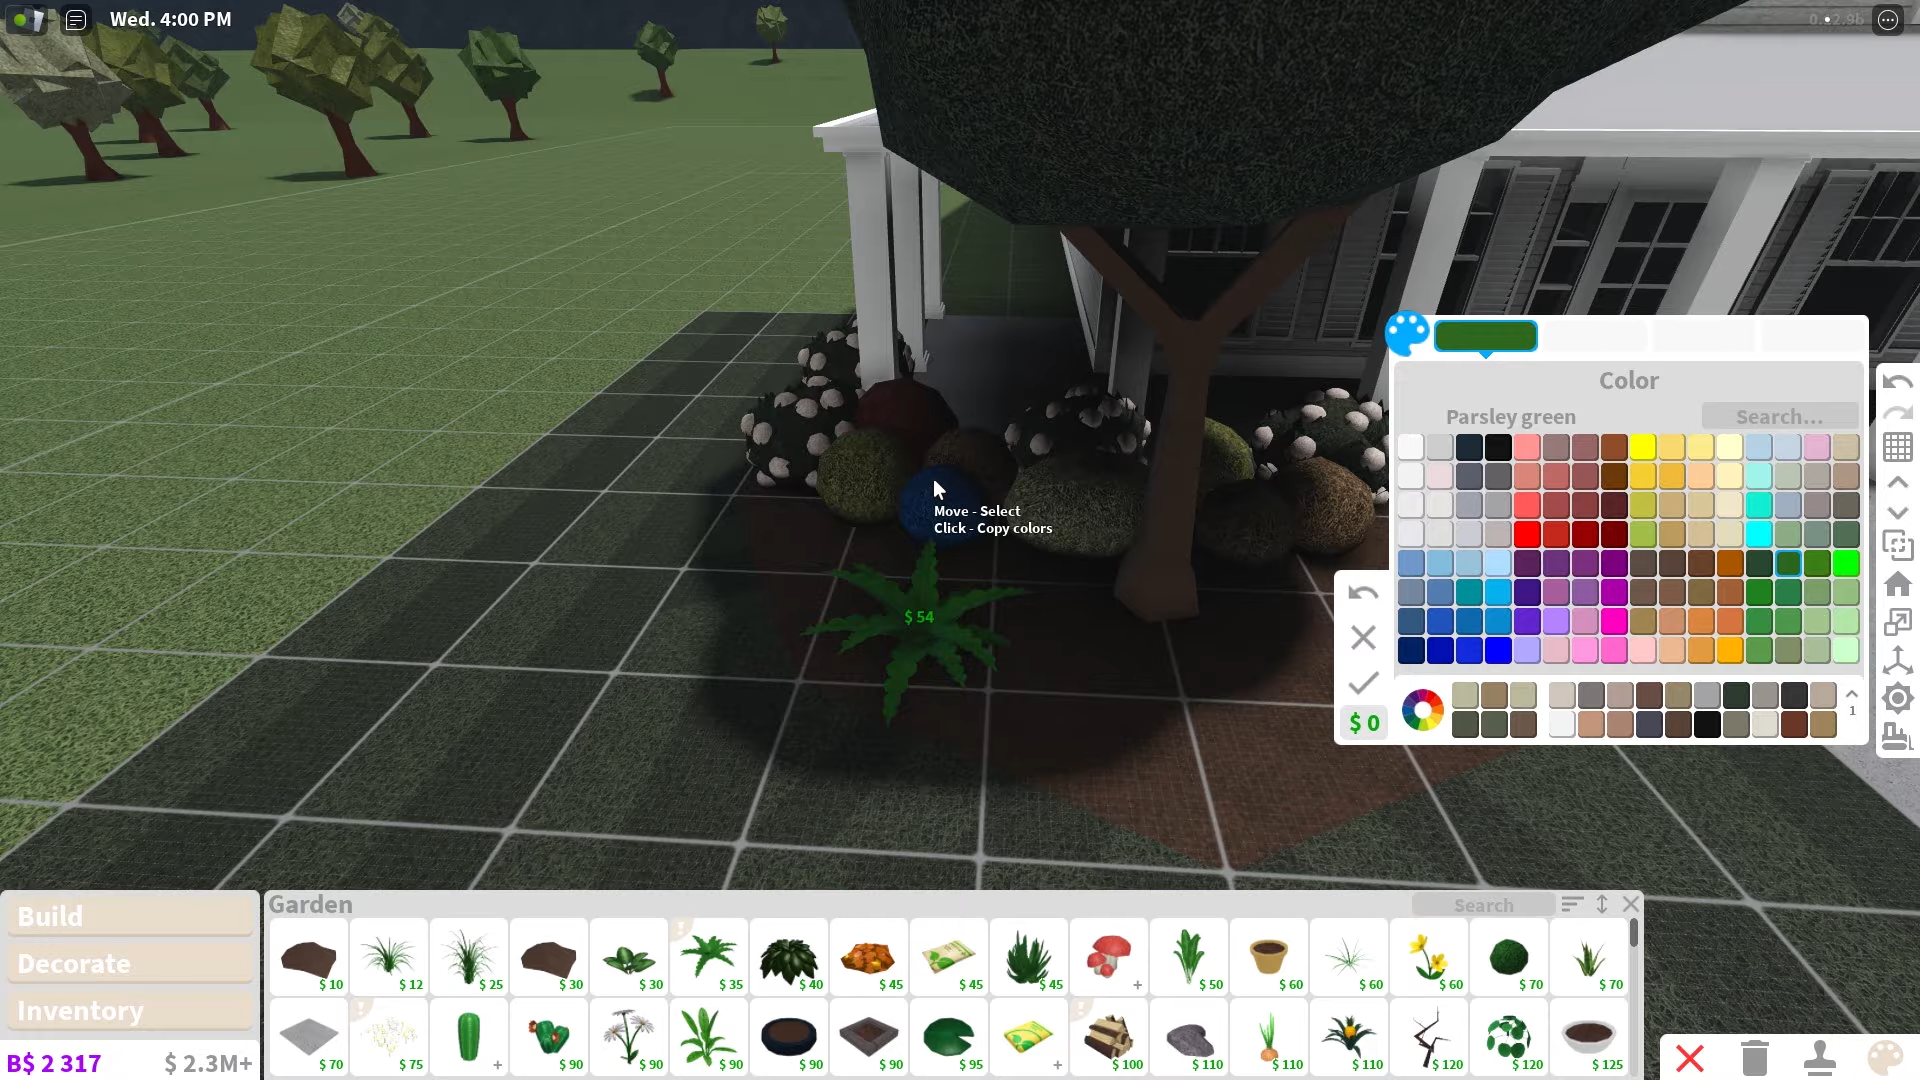 Wed. 4:00 PM
Color
Parsley green
Search...
Move - Select
Click - Copy colors
$ 54
1
$ 0
Build
Decorate
Inventory
B$ 2 317
$ 2.3M+
Garden
Search
$ 10
$ 12
$ 25
$ 30
$ 30
$ 35
$ 40
$ 45
$ 45
$ 45
+
$ 50
$ 60
$ 60
$ 60
$ 70
$ 70
$ 70
$ 75
+
$ 90
$ 90
$ 90
$ 90
$ 90
$ 95
+
$ 100
$ 110
$ 110
$ 110
$ 120
$ 120
$ 125